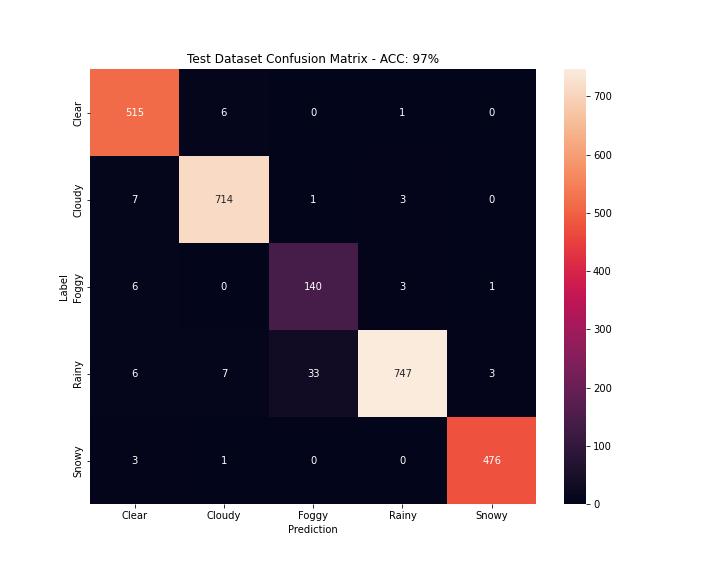 Test Dataset Confusion Matrix - ACC: 97%
Clear 515 6 0 1 0
Cloudy 7 714 1 3 0
Label
Foggy 6 0 140 3 1
Rainy 6 7 33 747 3
Snowy 3 1 0 0 476
Clear Cloudy Foggy Rainy Snowy
Prediction
700
600
500
400
300
200
100
0